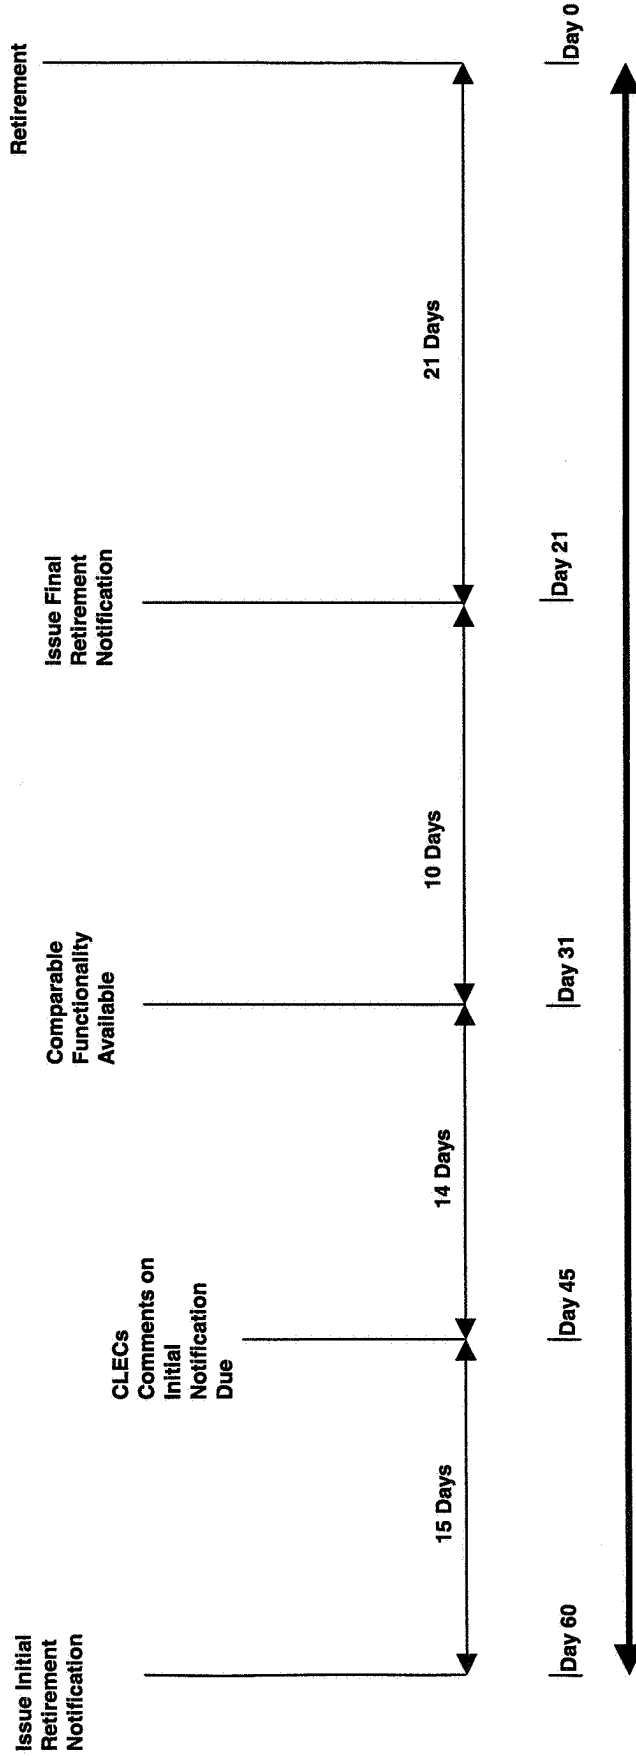 Issue Initial
Retirement
Notification
CLECs
Comments on
Initial
Notification
Due
Comparable
Functionality
Available
Issue Final
Retirement
Notification
Retirement
15 Days
14 Days
10 Days
21 Days
Day 60
Day 45
Day 31
Day 21
Day 0